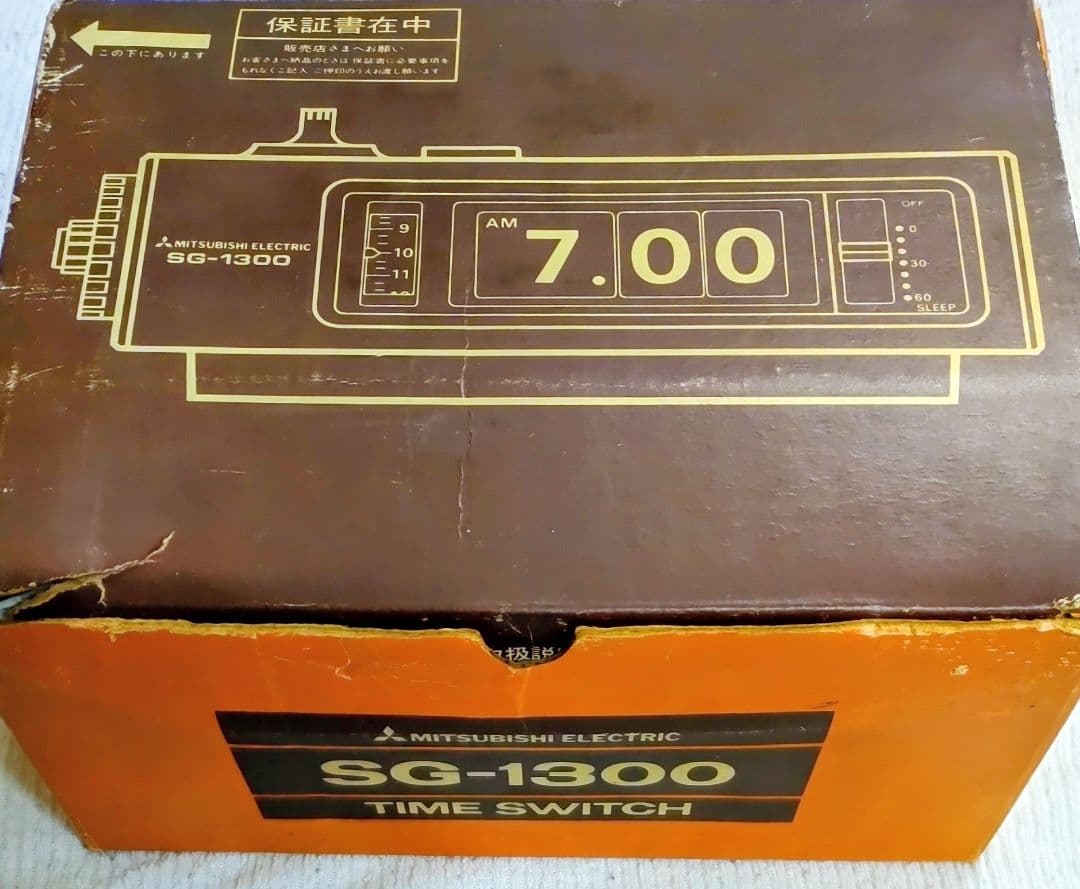 保証書在中
販売店さまへお願い
お客さまへ納品のときは 保証書に必要事項を
もれなくご記入 ご押印のうえお渡し願います
この下にあります
MITSUBISHI ELECTRIC
SG-1300
9
10
11
AM
7.00
OFF
0
30
60
SLEEP
扱説
MITSUBISHI ELECTRIC
SG-1300
TIME SWITCH